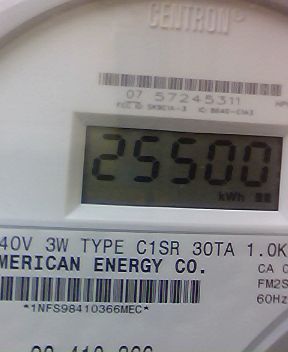 CENTRON®
07 57245311
25500
kWh
40V 3W TYPE C1SR 30TA 1.0K
MERICAN ENERGY CO.
CA 0
FM2S
60Hz
*1NFS98410366MEC*